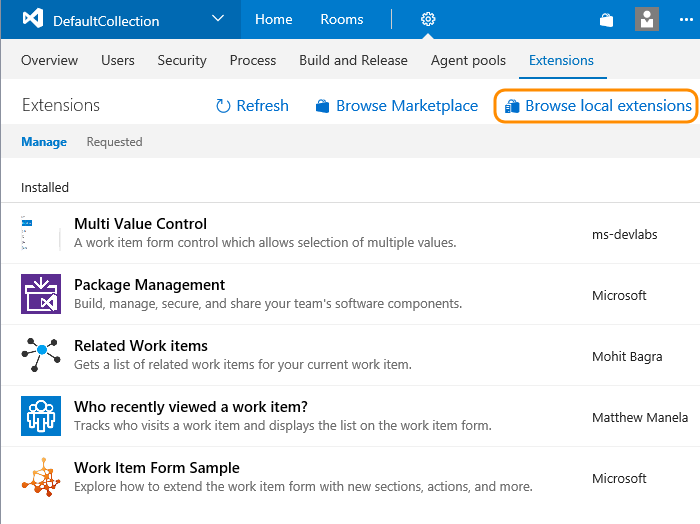 DefaultCollection Home Rooms
Overview Users Security Process Build and Release Agent pools Extensions
Extensions Refresh Browse Marketplace Browse local extensions
Manage Requested
Installed
Multi Value Control
A work item form control which allows selection of multiple values.
ms-devlabs
Package Management
Build, manage, secure, and share your team's software components.
Microsoft
Related Work items
Gets a list of related work items for your current work item.
Mohit Bagra
Who recently viewed a work item?
Tracks who visits a work item and displays the list on the work item form.
Matthew Manela
Work Item Form Sample
Explore how to extend the work item form with new sections, actions, and more.
Microsoft